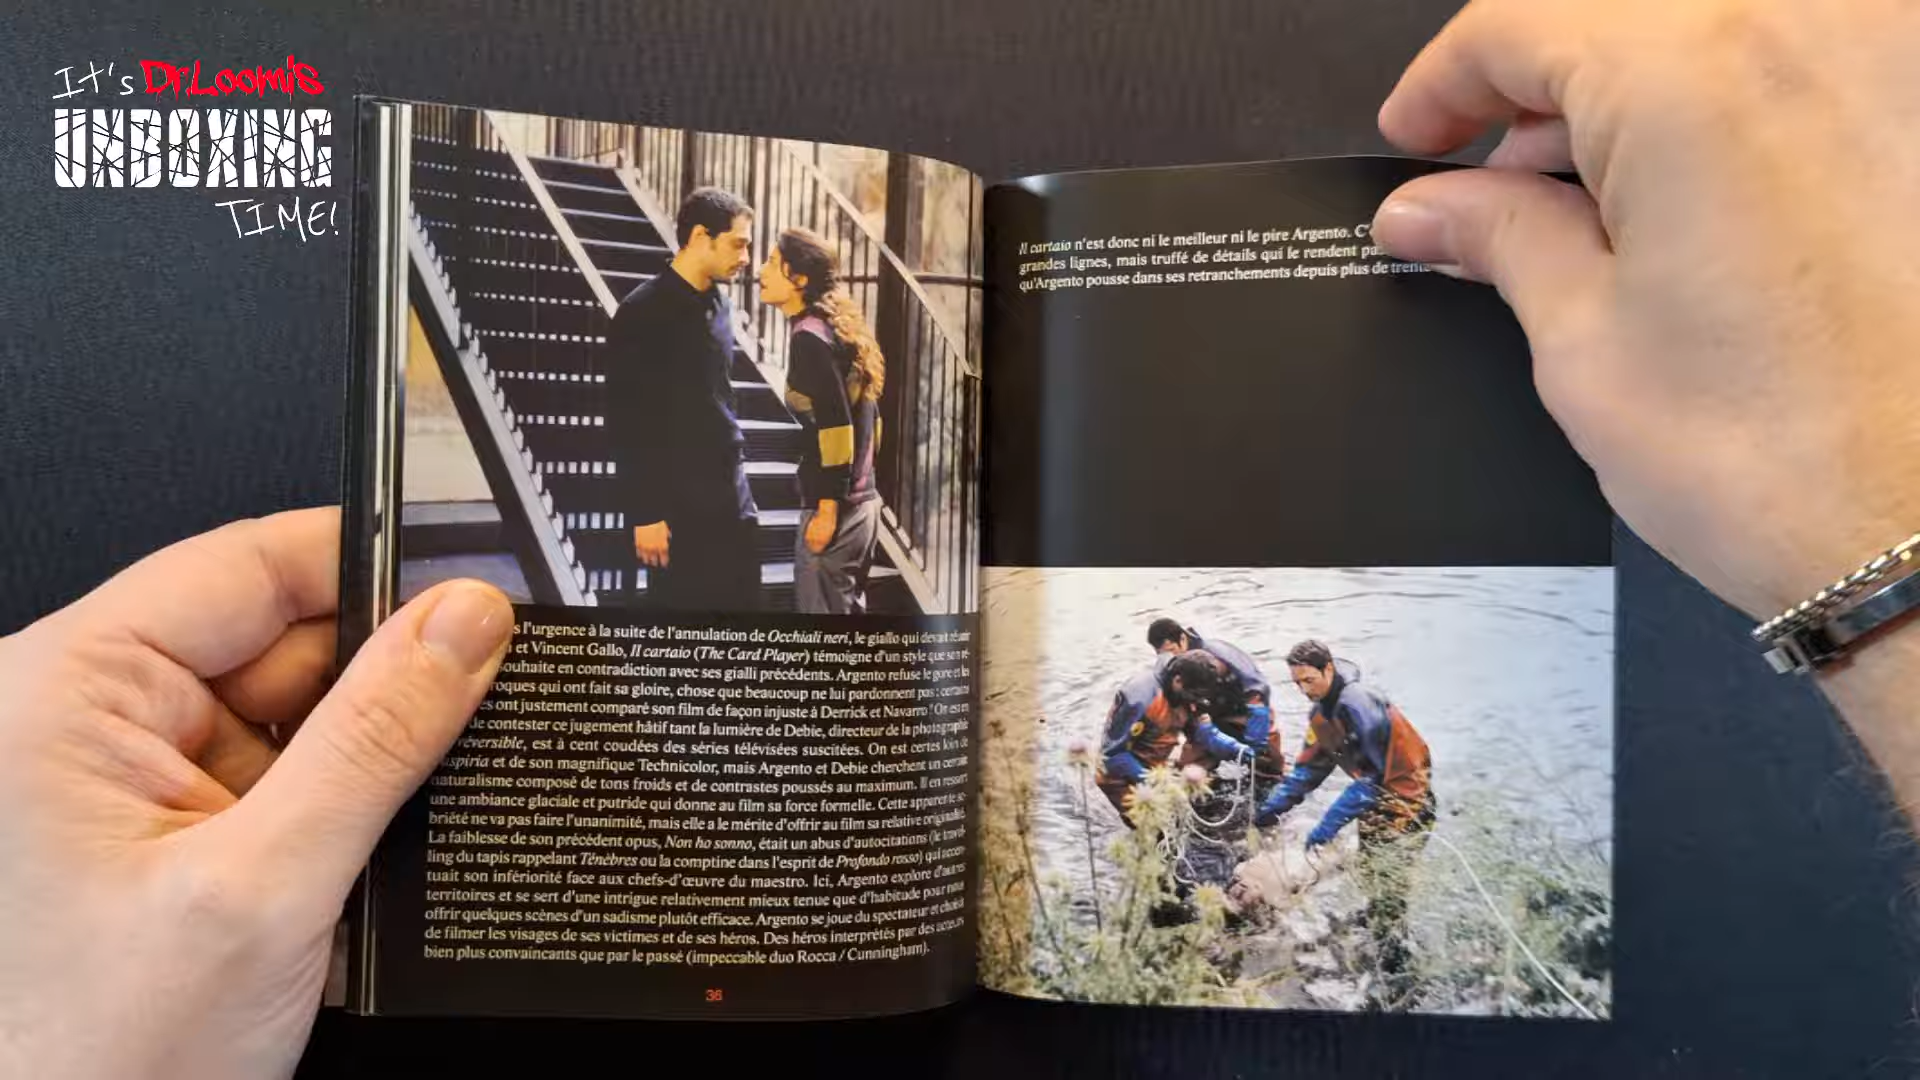 It's Dr.Loomis
UNBOXING
TIME!
l'urgence à la suite de l'annulation de Occhiali neri, le giallo qui devait réunir
et Vincent Gallo, Il cartaio (The Card Player) témoigne d'un style que son ré-
souhaite en contradiction avec ses gialli précédents. Argento refuse le gore et les
roques qui ont fait sa gloire, chose que beaucoup ne lui pardonnent pas : certains
ont justement comparé son film de façon injuste à Derrick et Navarro ! On est en
de contester ce jugement hâtif tant la lumière de Debie, directeur de la photographie
réversible, est à cent coudées des séries télévisées suscitées. On est certes loin de
uspiria et de son magnifique Technicolor, mais Argento et Debie cherchent un certain
naturalisme composé de tons froids et de contrastes poussés au maximum. Il en ressort
une ambiance glaciale et putride qui donne au film sa force formelle. Cette apparente so-
briété ne va pas faire l'unanimité, mais elle a le mérite d'offrir au film sa relative originalité.
La faiblesse de son précédent opus, Non ho sonno, était un abus d'autocitations (le travel-
ling du tapis rappelant Ténèbres ou la comptine dans l'esprit de Profondo rosso) qui accen-
tuait son infériorité face aux chefs-d'œuvre du maestro. Ici, Argento explore d'autres
territoires et se sert d'une intrigue relativement mieux tenue que d'habitude pour nous
offrir quelques scènes d'un sadisme plutôt efficace. Argento se joue du spectateur et choisit
de filmer les visages de ses victimes et de ses héros. Des héros interprétés par des acteurs
bien plus convaincants que par le passé (impeccable duo Rocca / Cunningham).
36
Il cartaio n'est donc ni le meilleur ni le pire Argento. C'
grandes lignes, mais truffé de détails qui le rendent
qu'Argento pousse dans ses retranchements depuis plus de trente